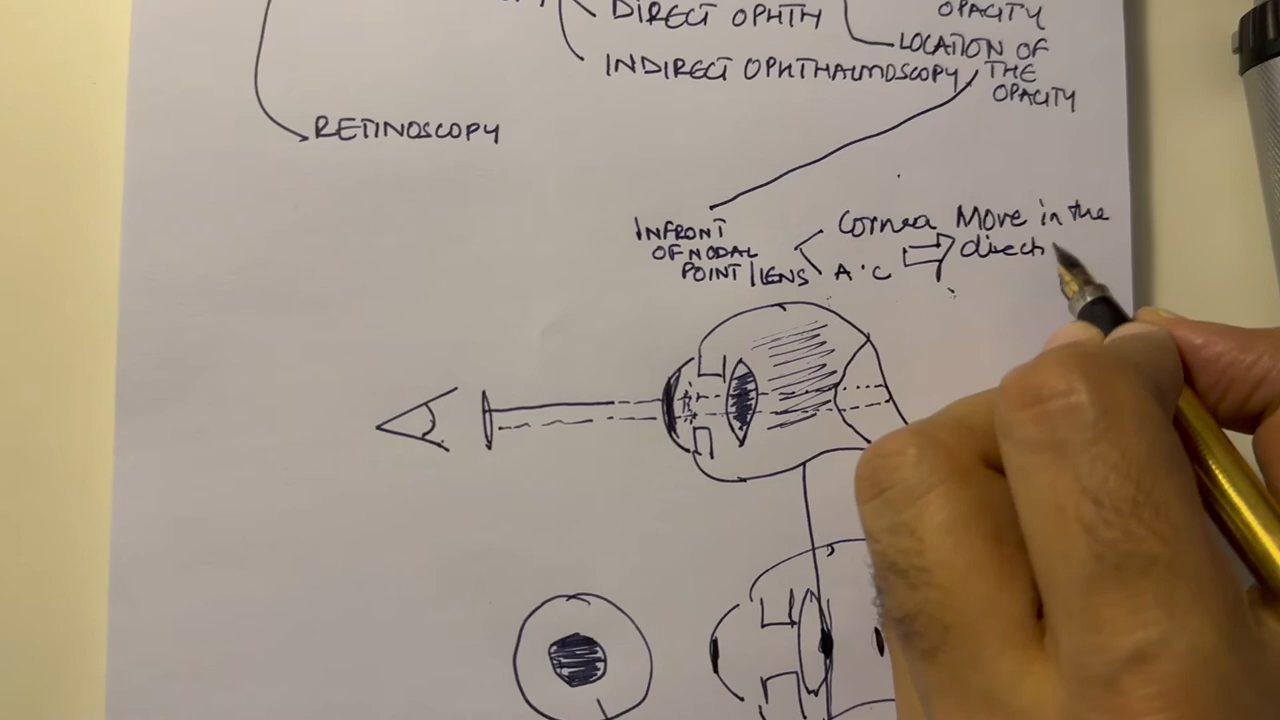 DIRECT OPHTH
OPACITY
LOCATION OF
THE
OPACITY
INDIRECT OPHTHALMOSCOPY
RETINOSCOPY
INFRONT
OF NODAL
POINT / LENS
Cornea
A.C
Move in the
directi